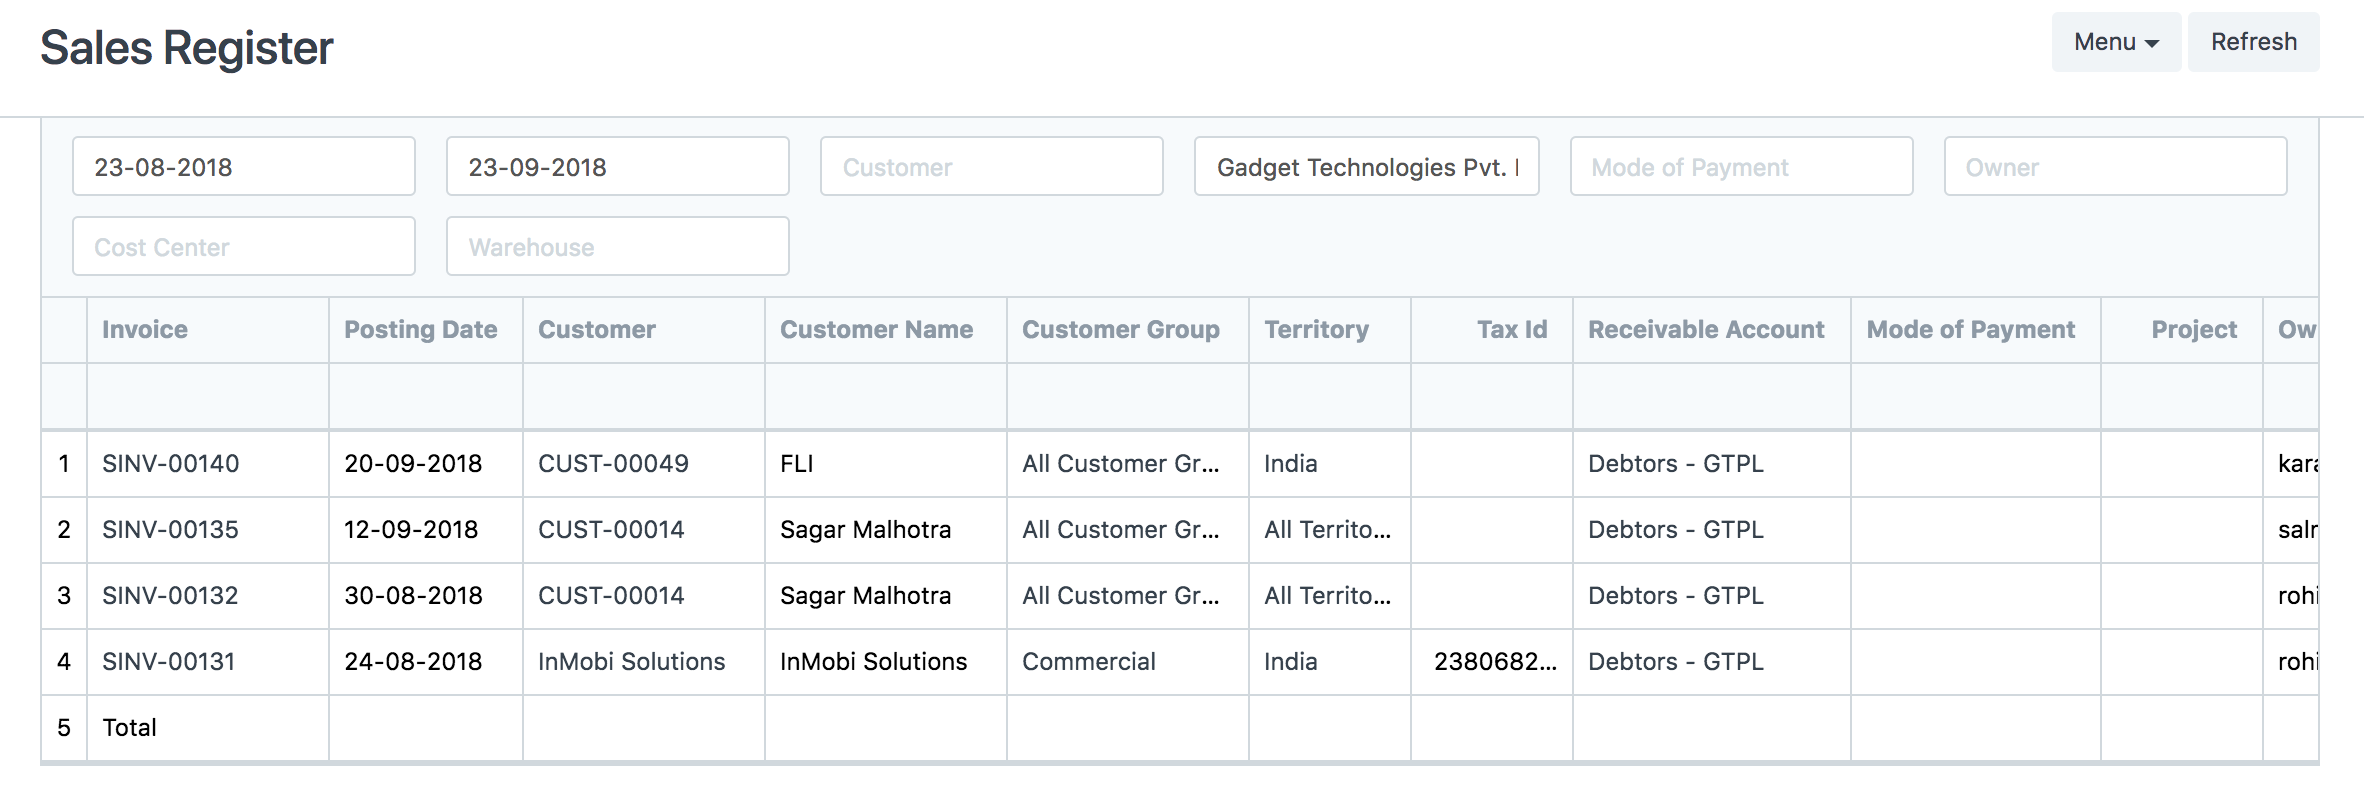 Sales Register
Menu Refresh
23-08-2018 23-09-2018 Customer Gadget Technologies Pvt. Mode of Payment Owner
Cost Center Warehouse
Invoice Posting Date Customer Customer Name Customer Group Territory Tax Id Receivable Account Mode of Payment Project
1 SINV-00140 20-09-2018 CUST-00049 FLI All Customer Gr... India Debtors - GTPL
2 SINV-00135 12-09-2018 CUST-00014 Sagar Malhotra All Customer Gr... All Territo... Debtors - GTPL
3 SINV-00132 30-08-2018 CUST-00014 Sagar Malhotra All Customer Gr... All Territo... Debtors - GTPL rohi
4 SINV-00131 24-08-2018 InMobi Solutions InMobi Solutions Commercial India 2380682... Debtors - GTPL rohi
5 Total